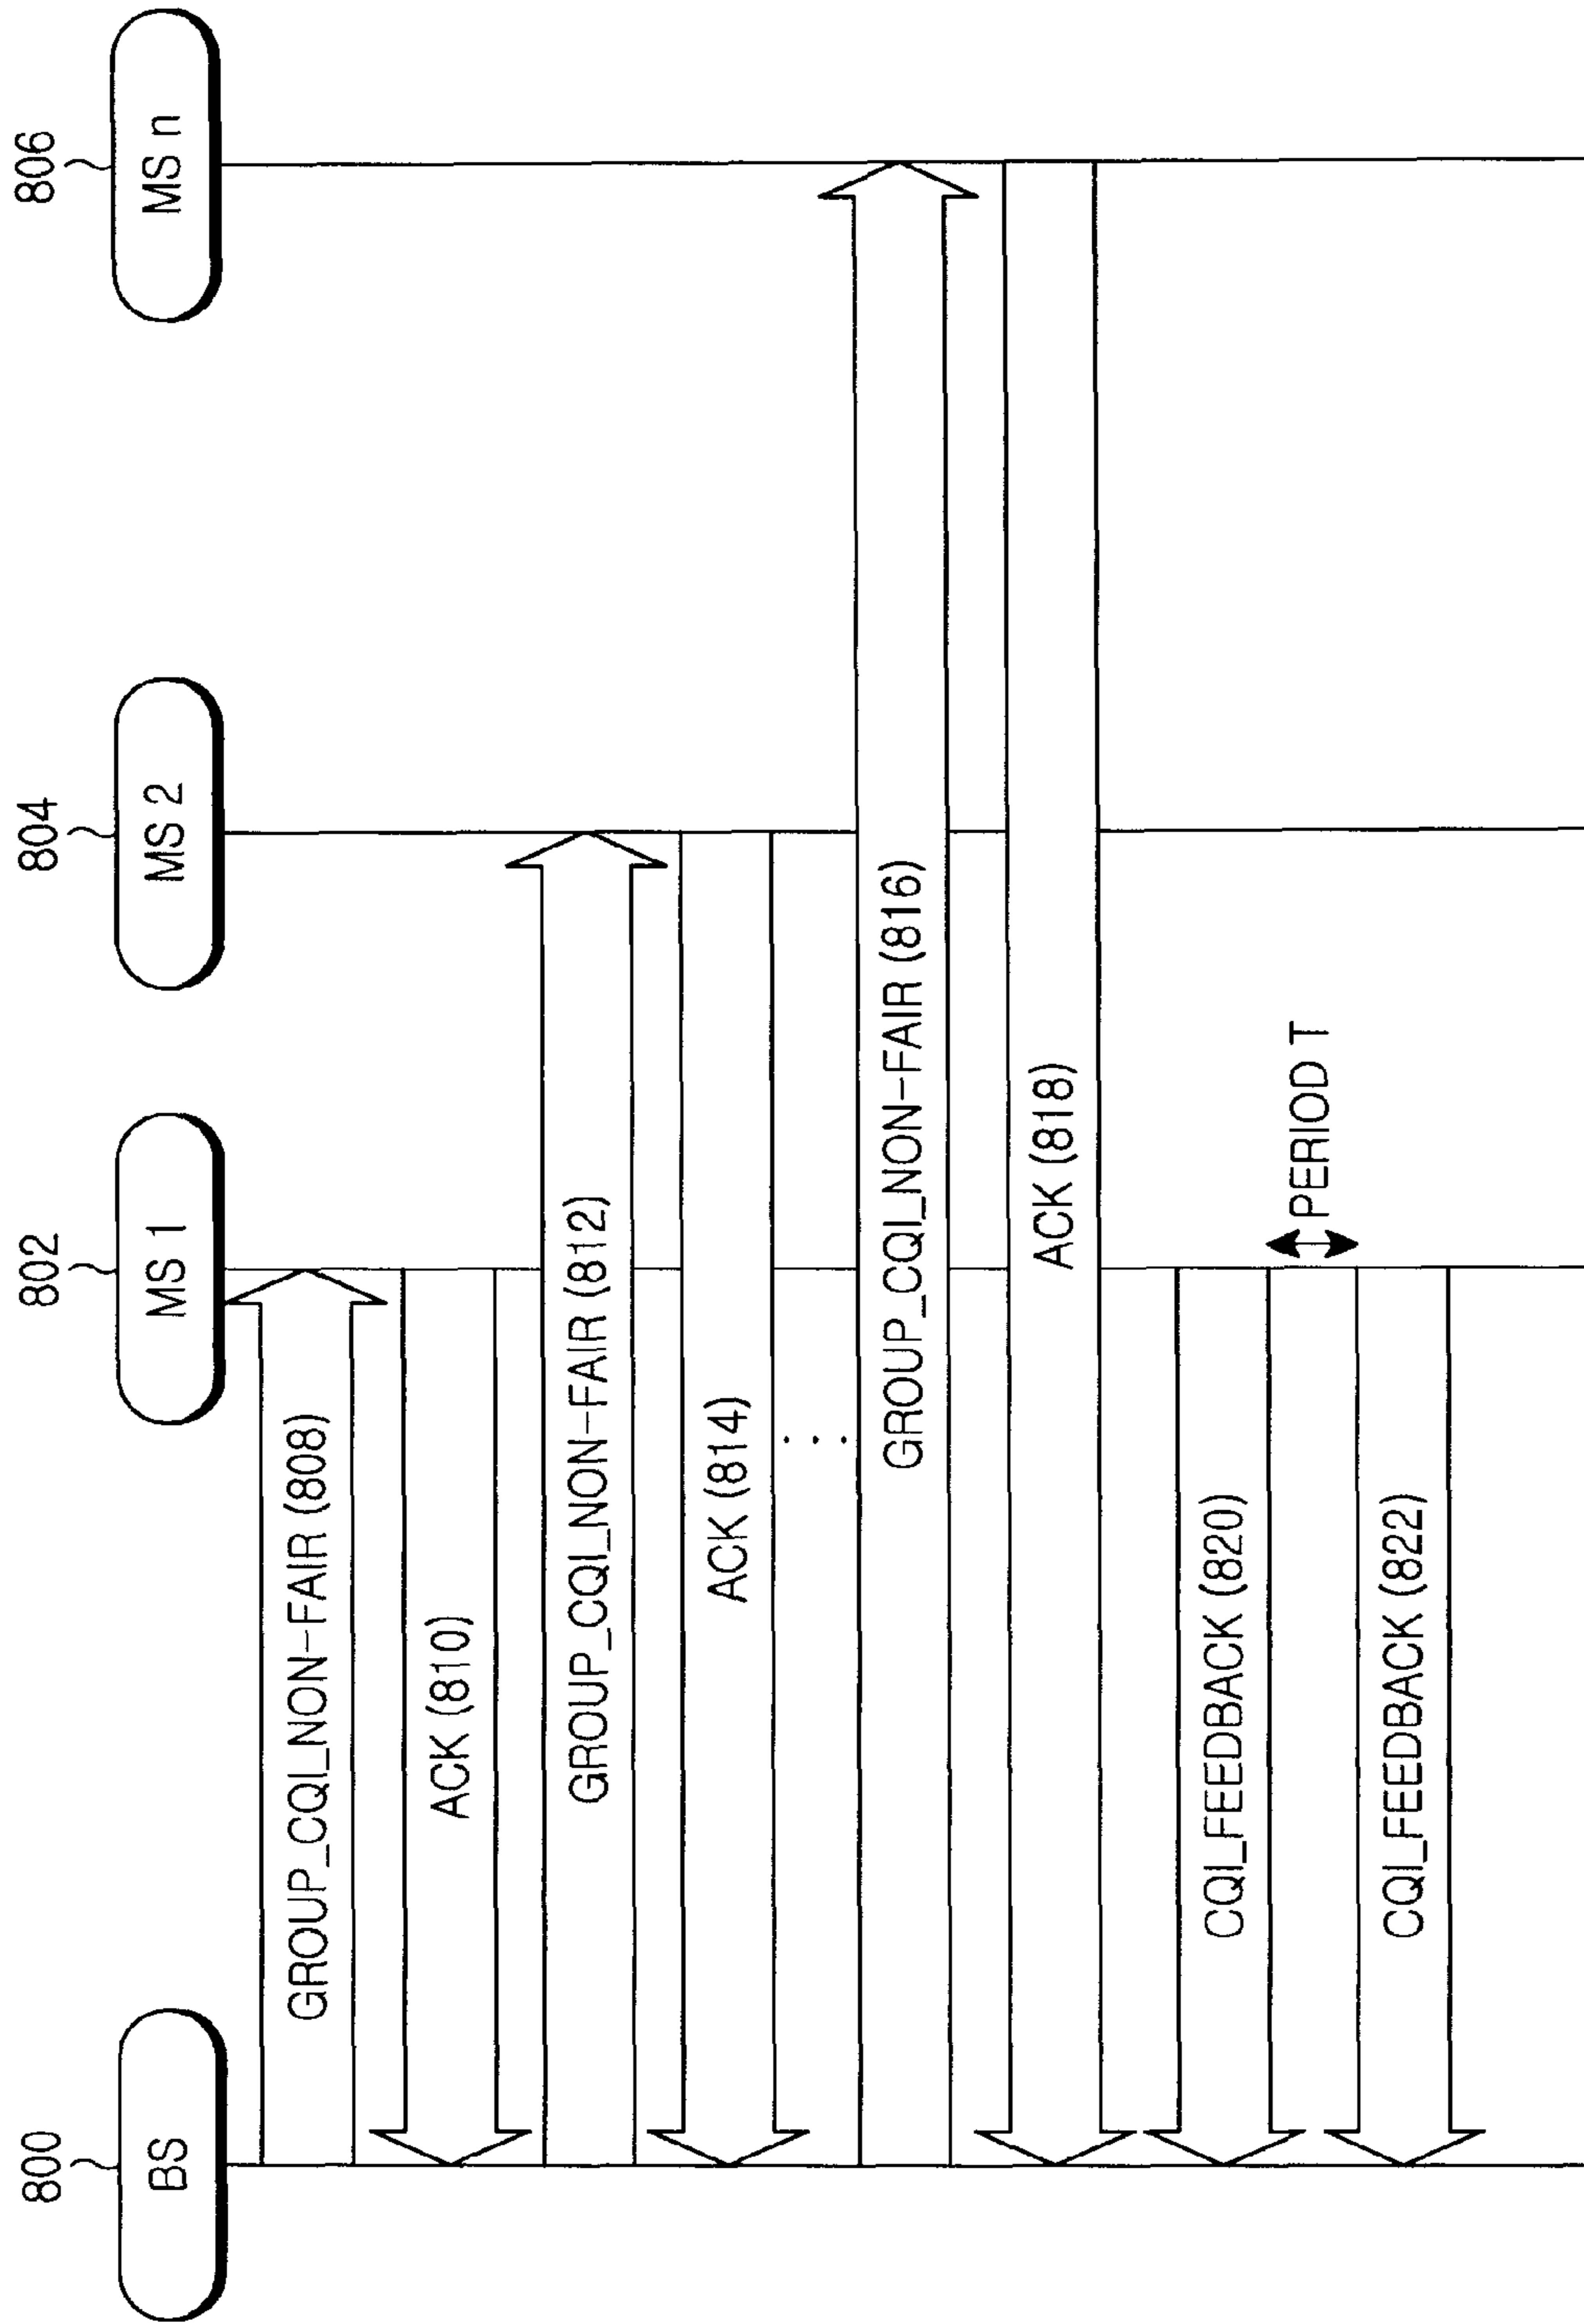 800
BS
802
MS 1
804
MS 2
806
MS n
GROUP_CQI_NON-FAIR (808)
ACK (810)
GROUP_CQI_NON-FAIR (812)
ACK (814)
...
GROUP_CQI_NON-FAIR (816)
ACK (818)
CQI_FEEDBACK (820)
PERIOD T
CQI_FEEDBACK (822)